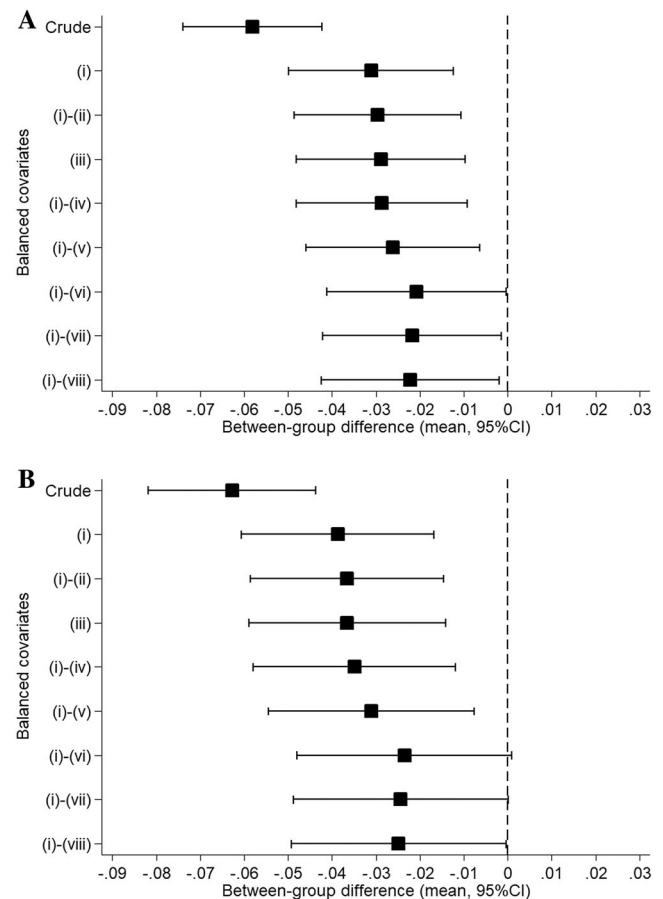 A
Balanced covariates
Crude
(i)
(i)-(ii)
(iii)
(i)-(iv)
(i)-(v)
(i)-(vi)
(i)-(vii)
(i)-(viii)
-.09 -.08 -.07 -.06 -.05 -.04 -.03 -.02 -.01 0 .01 .02 .03
Between-group difference (mean, 95%CI)
B
Balanced covariates
Crude
(i)
(i)-(ii)
(iii)
(i)-(iv)
(i)-(v)
(i)-(vi)
(i)-(vii)
(i)-(viii)
-.09 -.08 -.07 -.06 -.05 -.04 -.03 -.02 -.01 0 .01 .02 .03
Between-group difference (mean, 95%CI)